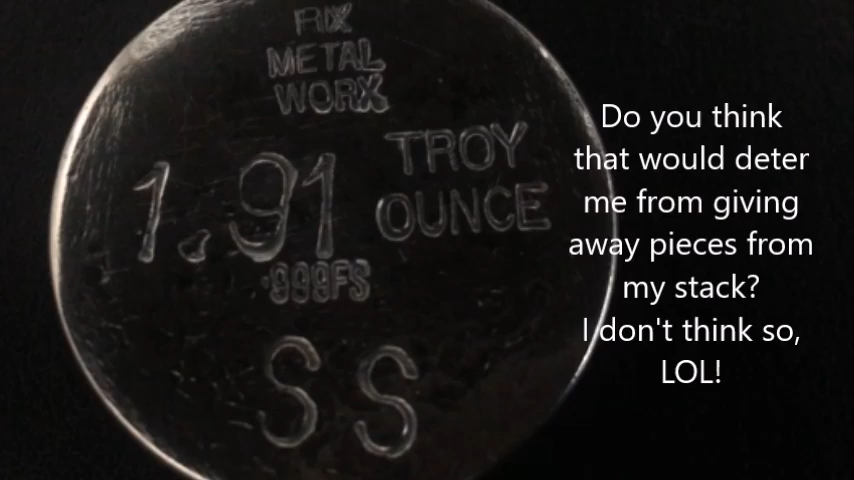 RIX
METAL
WORX
1.91 TROY
OUNCE
.999FS
SS
Do you think
that would deter
me from giving
away pieces from
my stack?
I don't think so,
LOL!